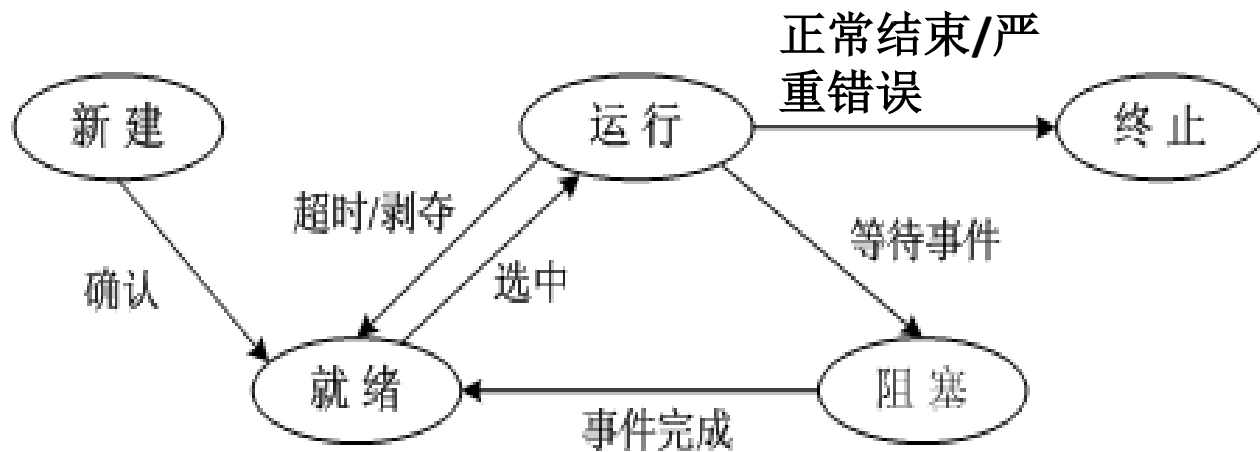 正常结束/严
重错误
新建
运行
终止
超时/剥夺
等待事件
确认
选中
就绪
阻塞
事件完成